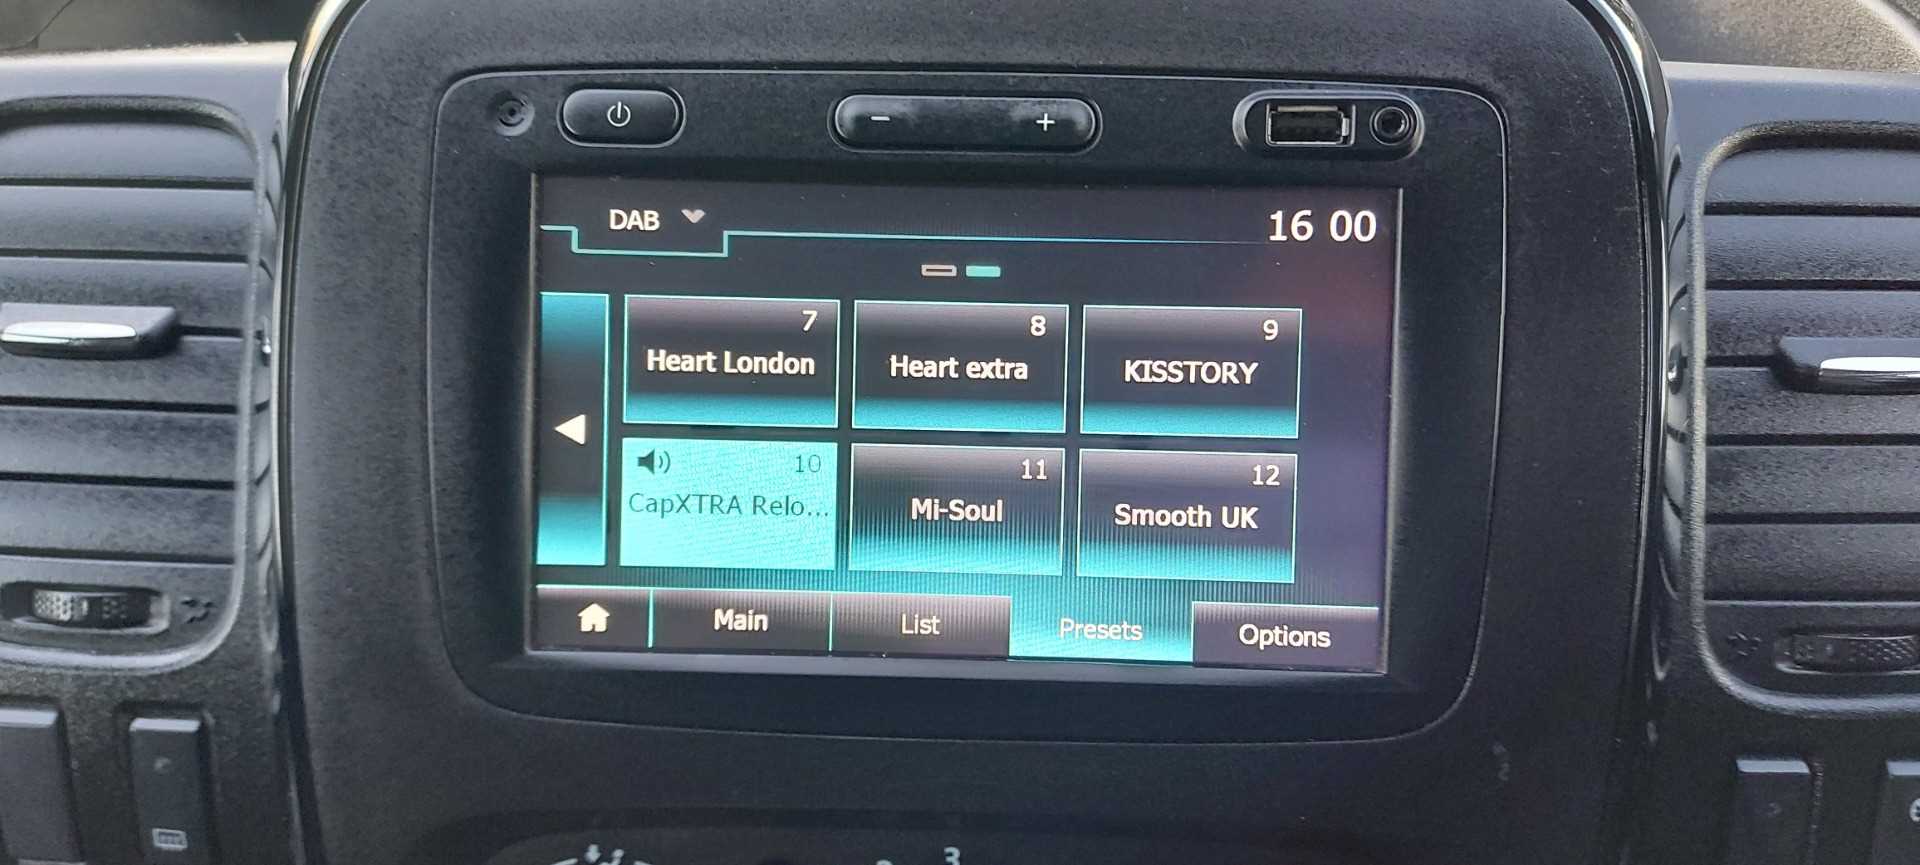 DAB
16 00
7
Heart London
8
Heart extra
9
KISSTORY
10
CapXTRA Relo...
11
Mi-Soul
12
Smooth UK
Main
List
Presets
Options
3